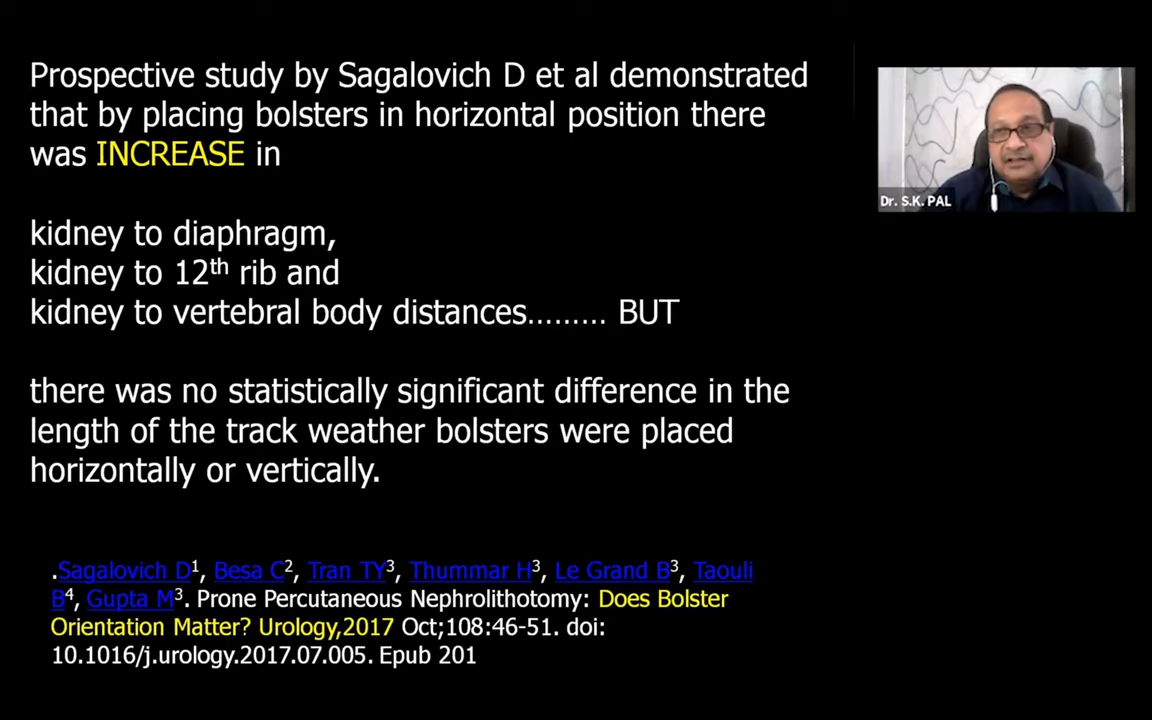 Prospective study by Sagalovich D et al demonstrated
that by placing bolsters in horizontal position there
was INCREASE in
kidney to diaphragm,
kidney to 12th rib and
kidney to vertebral body distances……… BUT
there was no statistically significant difference in the
length of the track weather bolsters were placed
horizontally or vertically.
.Sagalovich D1, Besa C2, Tran TY3, Thummar H3, Le Grand B3, Taouli
B4, Gupta M3. Prone Percutaneous Nephrolithotomy: Does Bolster
Orientation Matter? Urology,2017 Oct;108:46-51. doi:
10.1016/j.urology.2017.07.005. Epub 201
Dr. S.K. PAL